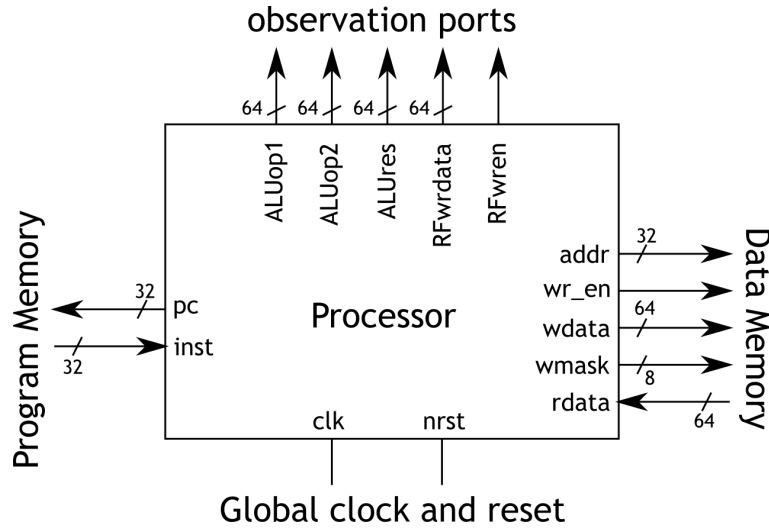 observation ports
64 64 64 64
ALUop1
ALUop2
ALUres
RFwrdata
RFwren
Program Memory
32
pc
inst
32
Processor
addr
32
wr_en
wdata
64
wmask
8
rdata
64
Data Memory
clk nrst
Global clock and reset